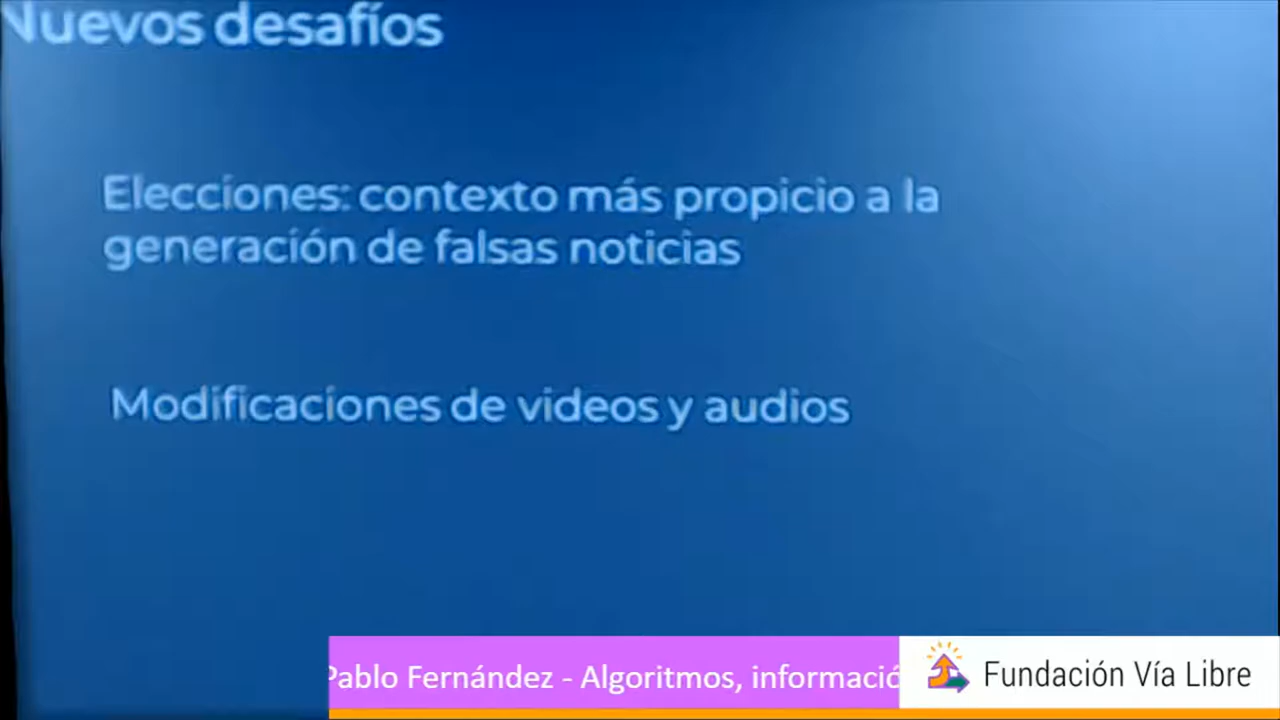 Nuevos desafíos
Elecciones: contexto más propicio a la
generación de falsas noticias
Modificaciones de videos y audios
Pablo Fernández - Algoritmos, informació
Fundación Vía Libre